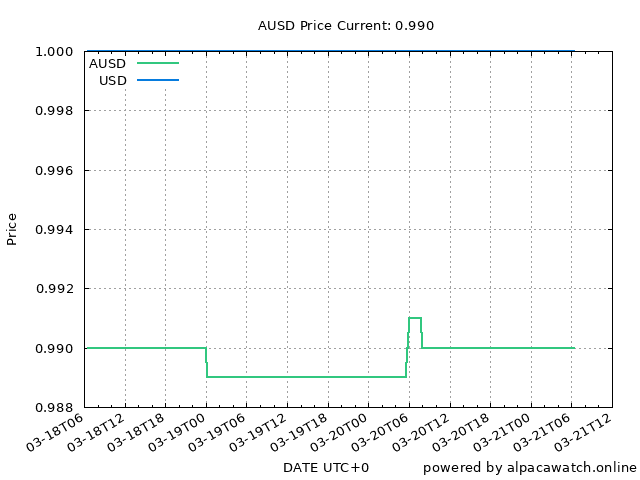 AUSD Price Current: 0.990
1.000
AUSD
USD
0.998
0.996
0.994
Price
0.992
0.990
0.988
03-18T06 03-18T12 03-18T18 03-19T00 03-19T06 03-19T12 03-19T18 03-20T00 03-20T06 03-20T12 03-20T18 03-21T00 03-21T06 03-21T12
DATE UTC+0
powered by alpacawatch.online